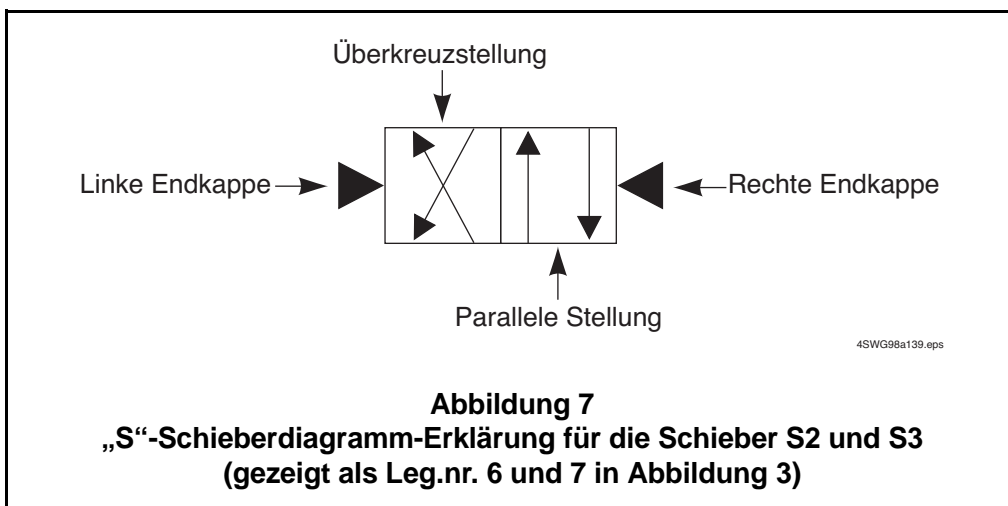 Überkreuzstellung
Linke Endkappe
Rechte Endkappe
Parallele Stellung
4SWG98a139.eps
Abbildung 7
„S“-Schieberdiagramm-Erklärung für die Schieber S2 und S3
(gezeigt als Leg.nr. 6 und 7 in Abbildung 3)